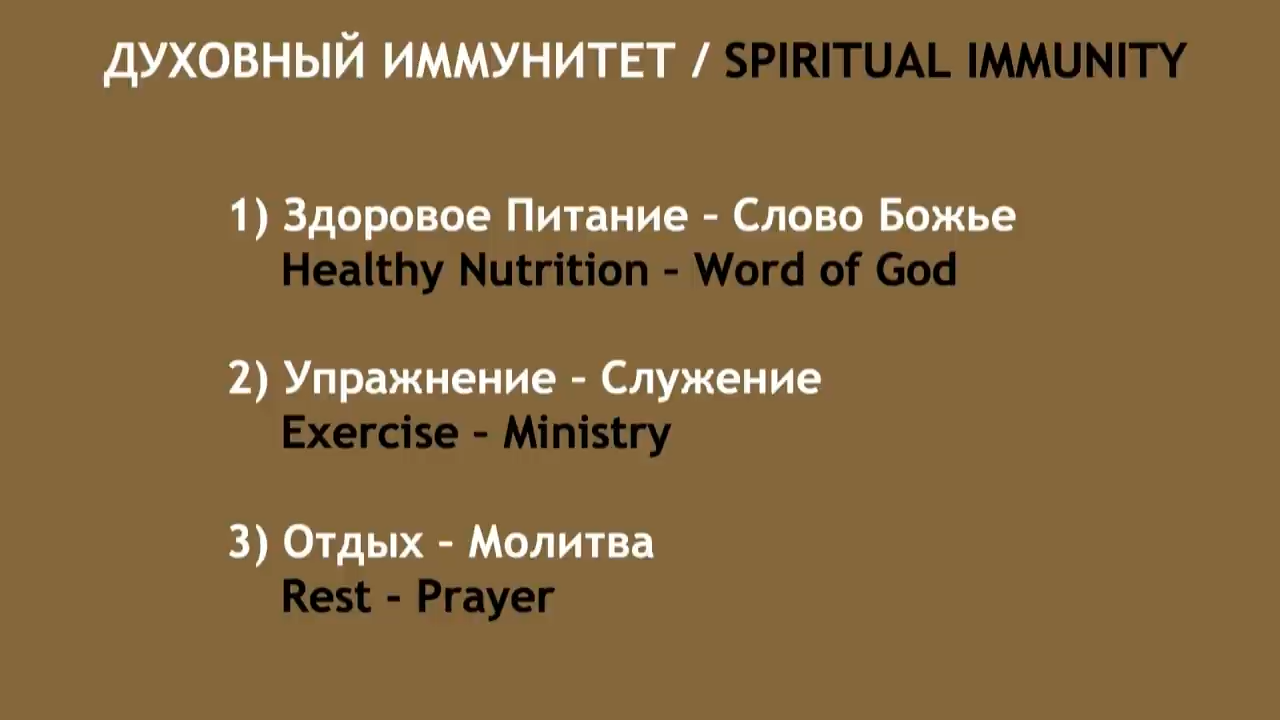 ДУХОВНЫЙ ИММУНИТЕТ / SPIRITUAL IMMUNITY
1) Здоровое Питание – Слово Божье
Healthy Nutrition – Word of God
2) Упражнение – Служение
Exercise – Ministry
3) Отдых – Молитва
Rest - Prayer